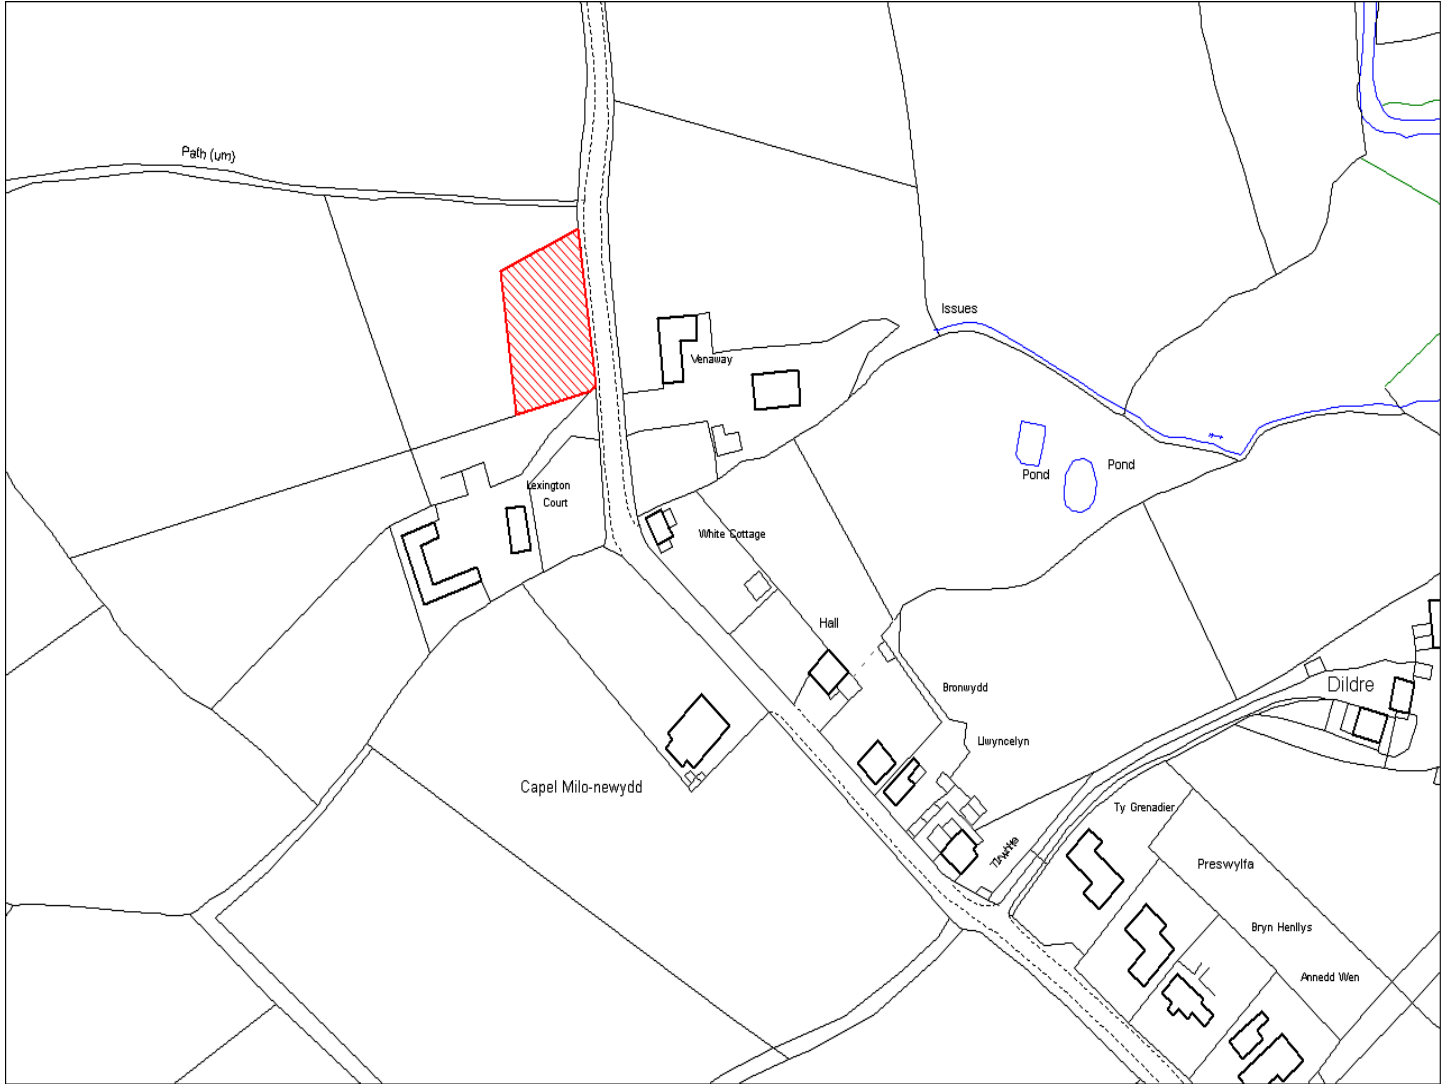 Path (um)
Issues
Venaway
Pond
Pond
Lexington
Court
White Cottage
Hall
Dildre
Bronwydd
Llwyncelyn
Capel Milo-newydd
Ty Grenadier
Preswylfa
Bryn Henllys
Annedd Wen